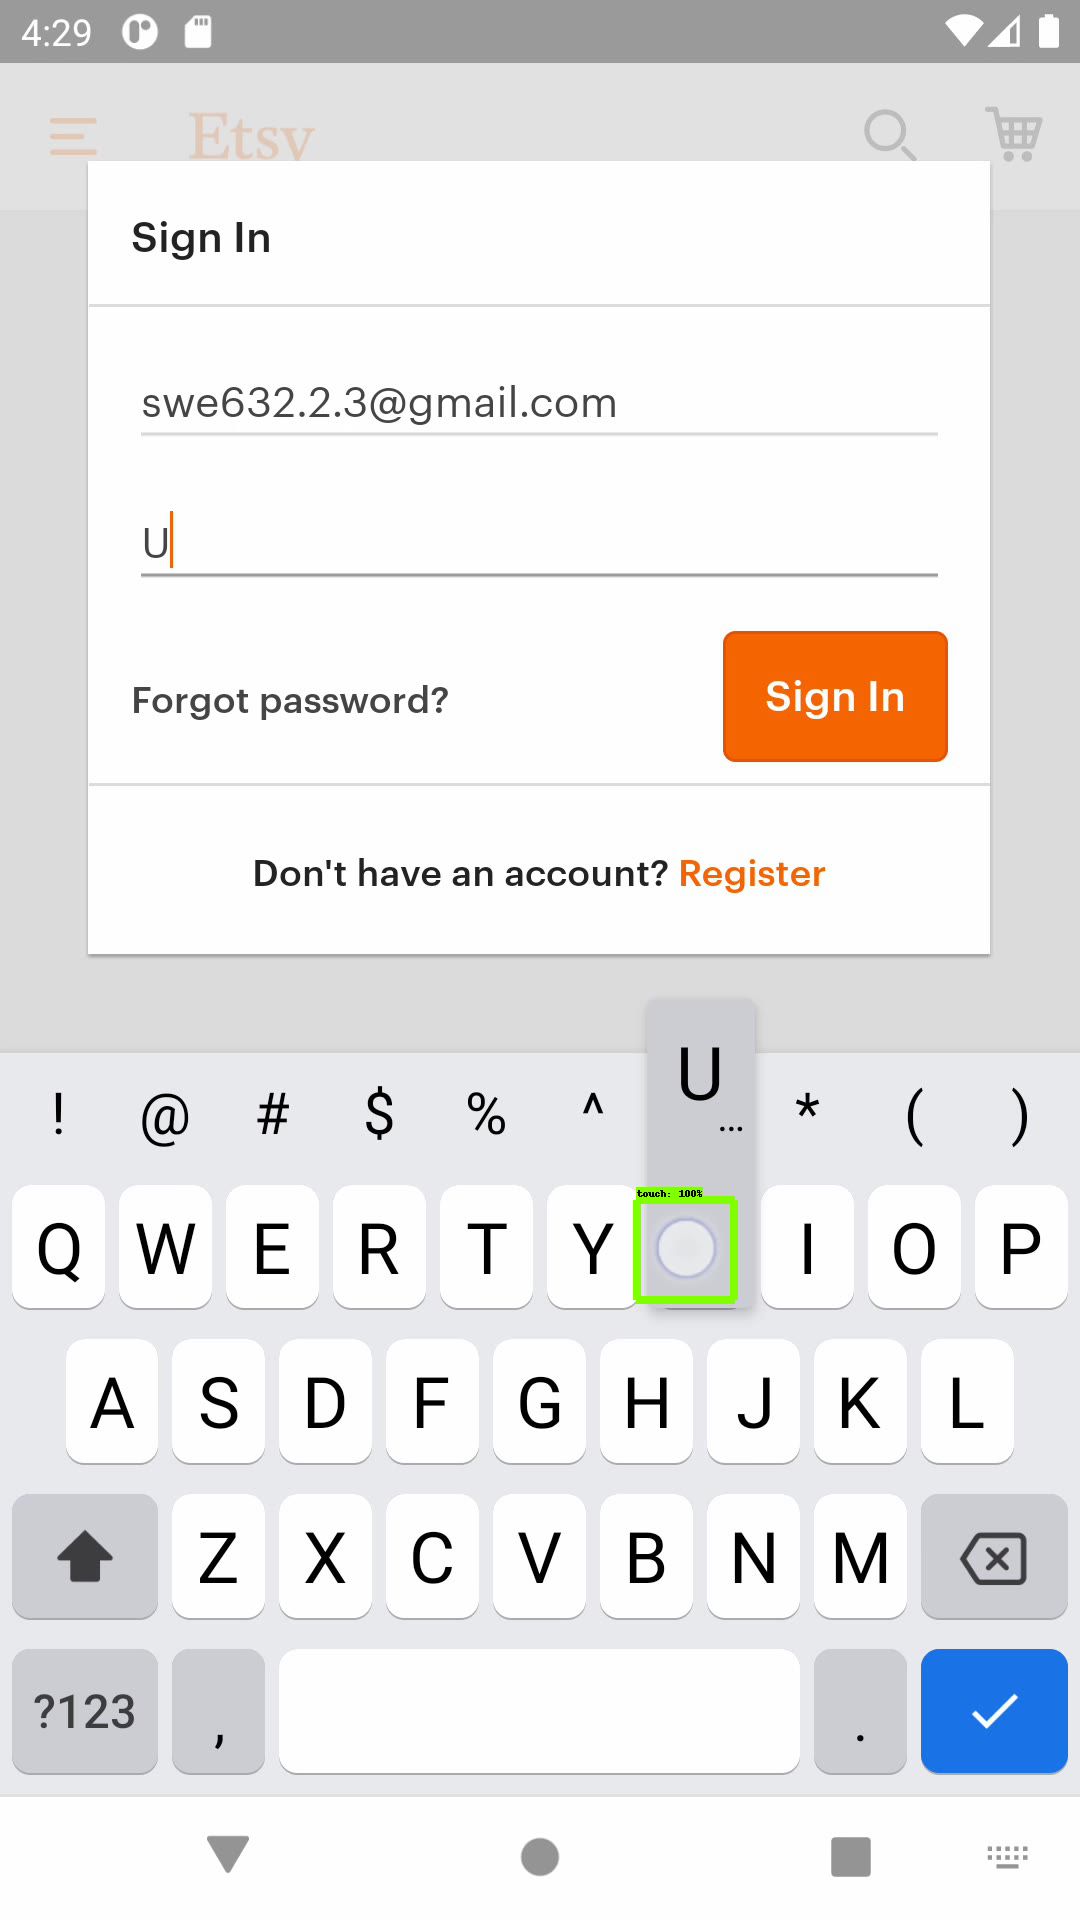 4:29
Etsy
Sign In
swe632.2.3@gmail.com
U
Forgot password?
Sign In
Don't have an account? Register
U
...
! @ # $ % ^ * ( )
touch: 100%
Q W E R T Y I O P
A S D F G H J K L
Z X C V B N M
?123 , .